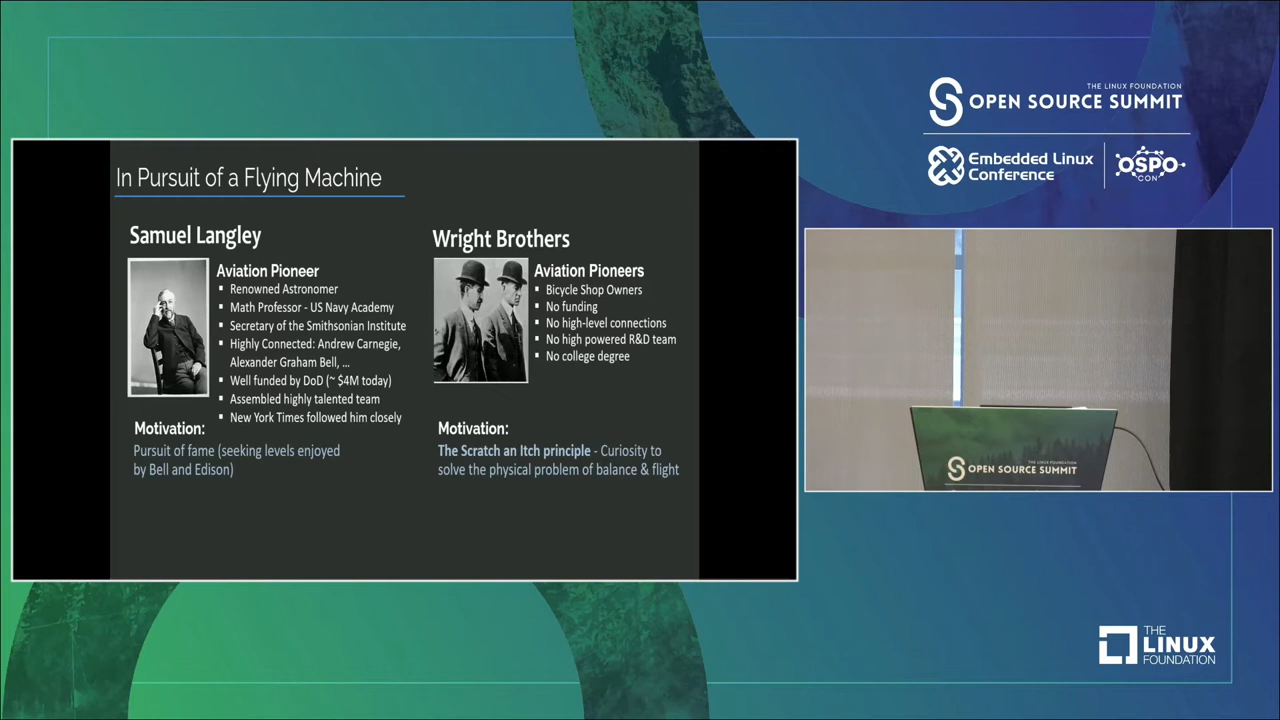 In Pursuit of a Flying Machine
Samuel Langley
Aviation Pioneer
▪ Renowned Astronomer
▪ Math Professor - US Navy Academy
▪ Secretary of the Smithsonian Institute
▪ Highly Connected: Andrew Carnegie,
Alexander Graham Bell, ...
▪ Well funded by DoD (~ $4M today)
▪ Assembled highly talented team
▪ New York Times followed him closely
Motivation:
Pursuit of fame (seeking levels enjoyed
by Bell and Edison)
Wright Brothers
Aviation Pioneers
▪ Bicycle Shop Owners
▪ No funding
▪ No high-level connections
▪ No high powered R&D team
▪ No college degree
Motivation:
The Scratch an Itch principle - Curiosity to
solve the physical problem of balance & flight
THE LINUX FOUNDATION
OPEN SOURCE SUMMIT
Embedded Linux
Conference
OSPO
CON
THE LINUX FOUNDATION
OPEN SOURCE SUMMIT
THE
LINUX
FOUNDATION